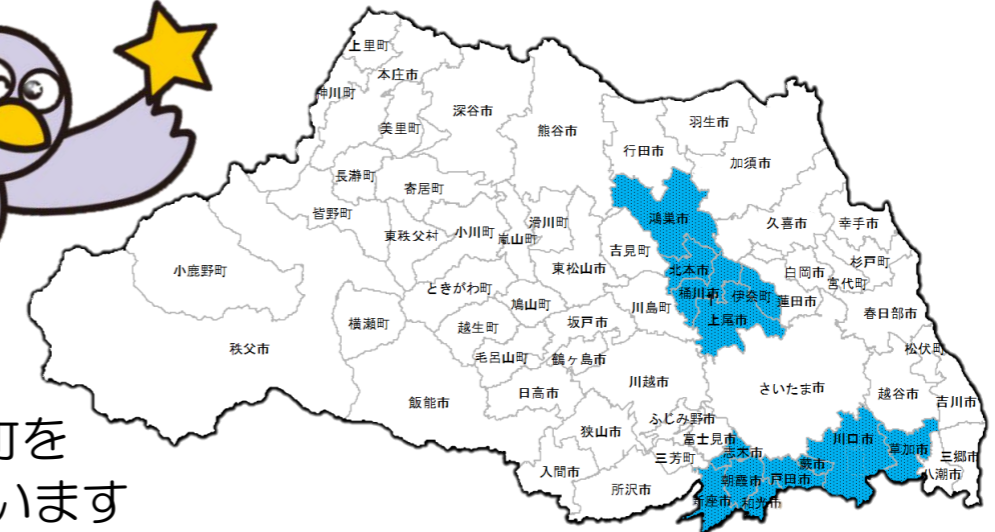 上里町
本庄市
神川町
深谷市
美里町
熊谷市
羽生市
行田市
加須市
長瀞町
寄居町
皆野町
鴻巣市
久喜市
幸手市
東秩父村
小川町
嵐山町
滑川町
吉見町
杉戸町
小鹿野町
東松山市
北本市
白岡市
宮代町
ときがわ町
桶川市
伊奈町
蓮田市
鳩山町
川島町
横瀬町
越生町
坂戸市
上尾市
春日部市
秩父市
毛呂山町
鶴ヶ島市
松伏町
日高市
川越市
さいたま市
越谷市
吉川市
飯能市
ふじみ野市
狭山市
富士見市
志木市
川口市
草加市
三郷市
三芳町
蕨市
入間市
所沢市
朝霞市
戸田市
八潮市
新座市
和光市
町を
います